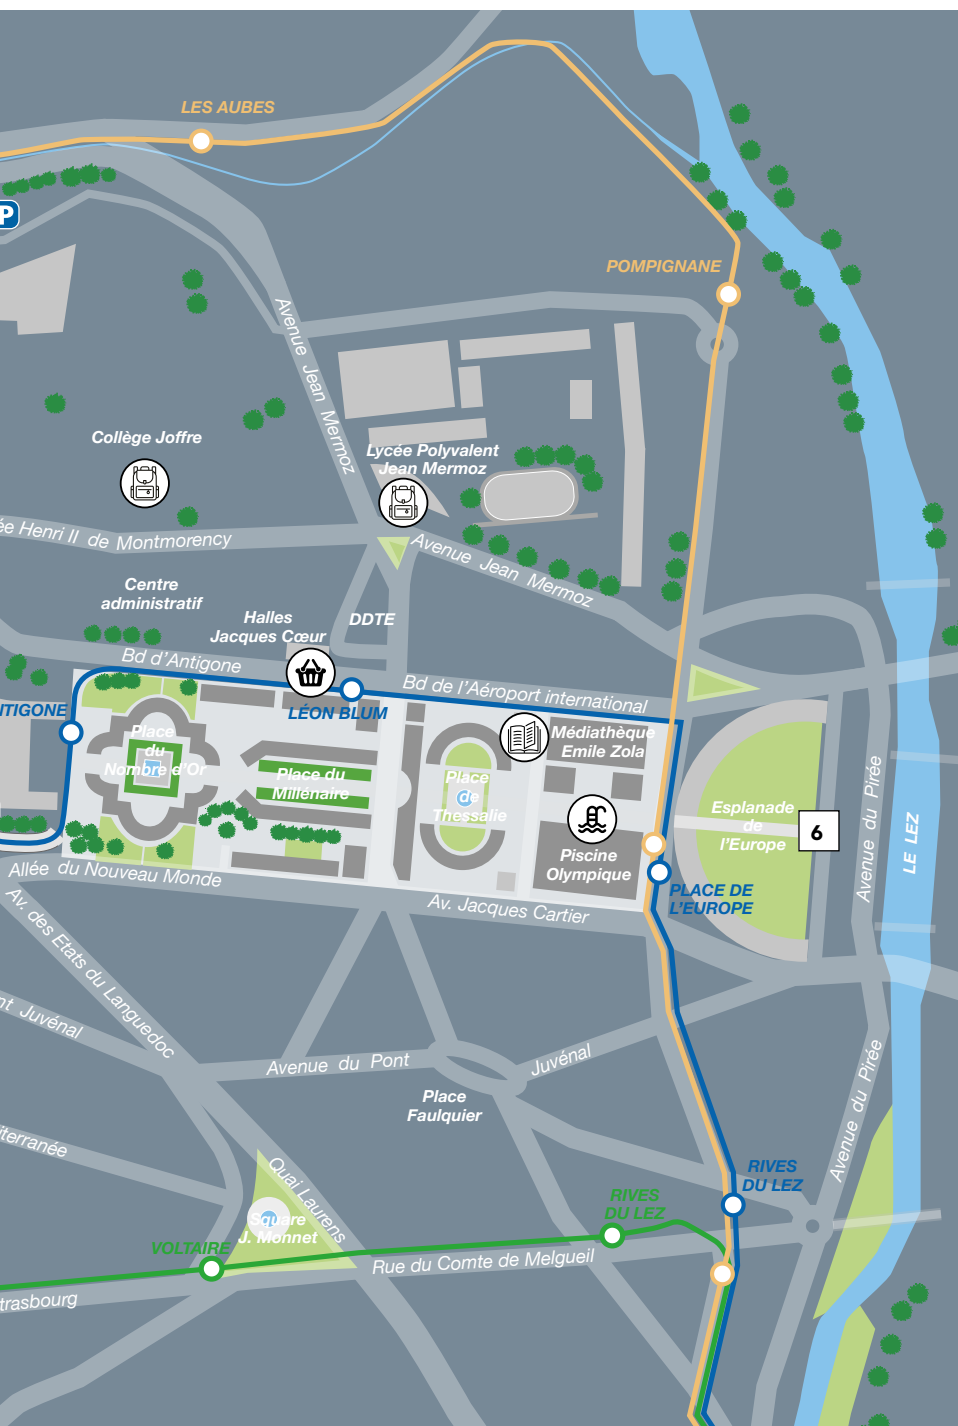 LES AUBES
P
POMPIGNANE
Avenue Jean Mermoz
Collège Joffre
Lycée Polyvalent
Jean Mermoz
ée Henri II de Montmorency
Avenue Jean Mermoz
Centre
administratif
Halles
Jacques Cœur
DDTE
Bd d'Antigone
Bd de l'Aéroport international
NTIGONE
LÉON BLUM
Place
du
Nombre d'Or
Place du
Millénaire
Place
de
Thessalie
Médiathèque
Emile Zola
Piscine
Olympique
Esplanade
de
l'Europe
6
Avenue du Pirée
LE LEZ
PLACE DE
L'EUROPE
Allée du Nouveau Monde
Av. Jacques Cartier
Av. des Etats du Languedoc
nt Juvénal
Avenue du Pont
Juvénal
Place
Faulquier
Avenue du Pirée
iterranée
Quai Laurens
RIVES
DU LEZ
RIVES
DU LEZ
Square
J. Monnet
VOLTAIRE
Rue du Comte de Melgueil
trasbourg